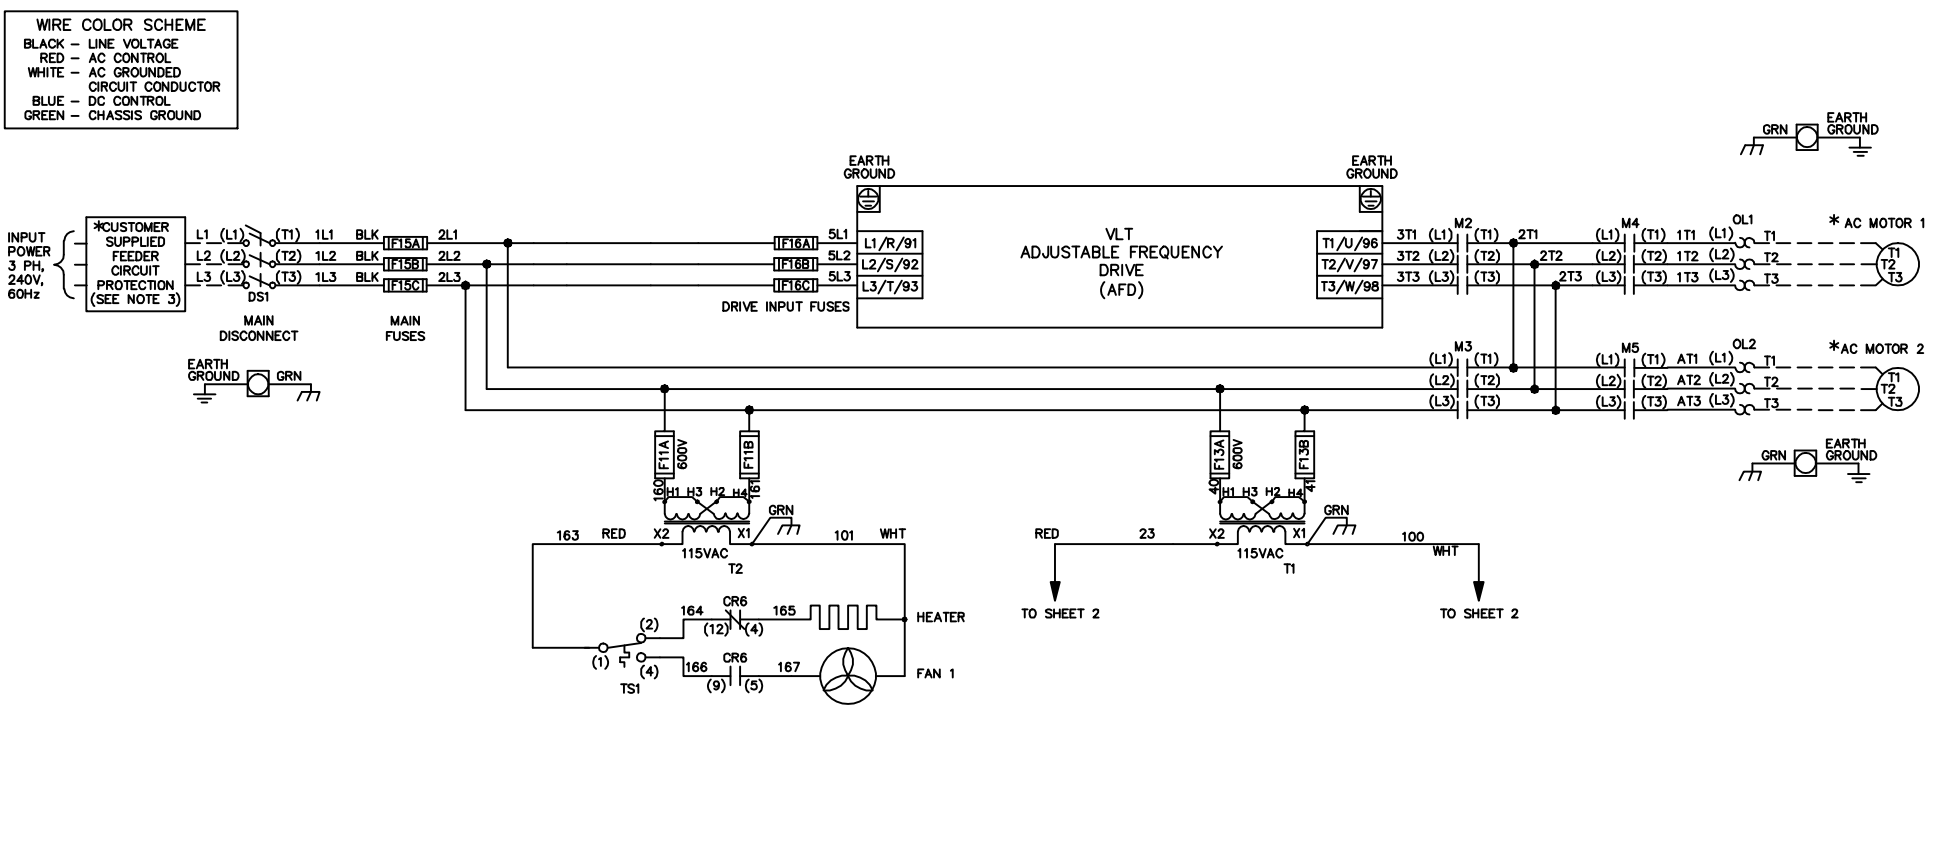 WIRE COLOR SCHEME
BLACK - LINE VOLTAGE
RED - AC CONTROL
WHITE - AC GROUNDED
CIRCUIT CONDUCTOR
BLUE - DC CONTROL
GREEN - CHASSIS GROUND
GRN
EARTH
GROUND
EARTH
GROUND
EARTH
GROUND
INPUT
POWER
3 PH,
240V,
60Hz
*CUSTOMER
SUPPLIED
FEEDER
CIRCUIT
PROTECTION
(SEE NOTE 3)
L1 (L1) (T1) 1L1 BLK F15A 2L1
L2 (L2) (T2) 1L2 BLK F15B 2L2
L3 (L3) (T3) 1L3 BLK F15C 2L3
DS1
MAIN
DISCONNECT
MAIN
FUSES
F16A 5L1 L1/R/91
F16B 5L2 L2/S/92
F16C 5L3 L3/T/93
DRIVE INPUT FUSES
VLT
ADJUSTABLE FREQUENCY
DRIVE
(AFD)
M2 M4 OL1 * AC MOTOR 1
T1/U/96 3T1 (L1) (T1) 2T1 (L1) (T1) 1T1 (L1) T1 T1
T2/V/97 3T2 (L2) (T2) 2T2 (L2) (T2) 1T2 (L2) T2 T2
T3/W/98 3T3 (L3) (T3) 2T3 (L3) (T3) 1T3 (L3) T3 T3
EARTH
GROUND GRN
M3 M5 OL2 *AC MOTOR 2
(L1) (T1) (L1) (T1) AT1 (L1) T1 T1
(L2) (T2) (L2) (T2) AT2 (L2) T2 T2
(L3) (T3) (L3) (T3) AT3 (L3) T3 T3
GRN
EARTH
GROUND
F11A 600V F11B
160 161
H1 H3 H2 H4
GRN
163 RED X2 X1 101 WHT
115VAC
T2
F13A 600V F13B
40 41
H1 H3 H2 H4
GRN
RED 23 X2 X1 100
WHT
115VAC
T1
TO SHEET 2
TO SHEET 2
CR6
164 165
(12) (4)
HEATER
(2)
(1)
(4)
TS1
CR6
166 167
(9) (5)
FAN 1